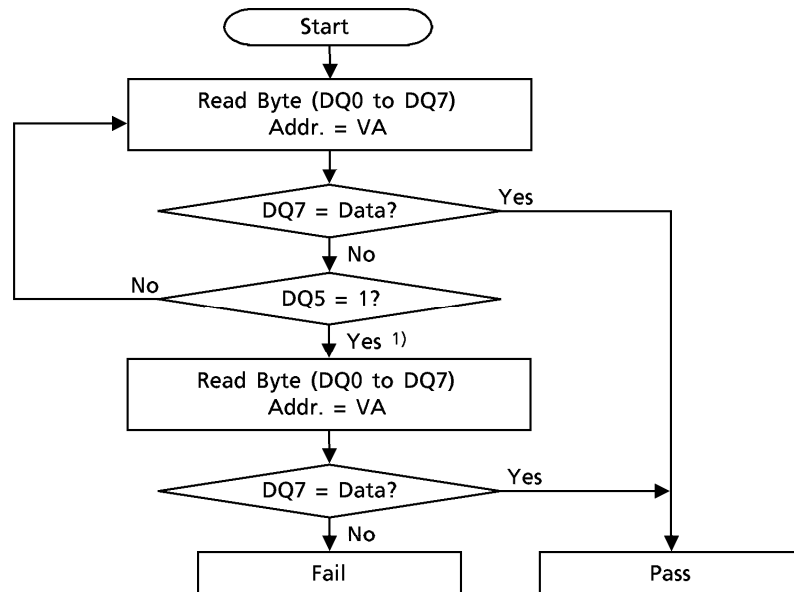 Start
Read Byte (DQ0 to DQ7)
Addr. = VA
DQ7 = Data?
Yes
No
No
DQ5 = 1?
Yes 1)
Read Byte (DQ0 to DQ7)
Addr. = VA
DQ7 = Data?
Yes
No
Fail
Pass